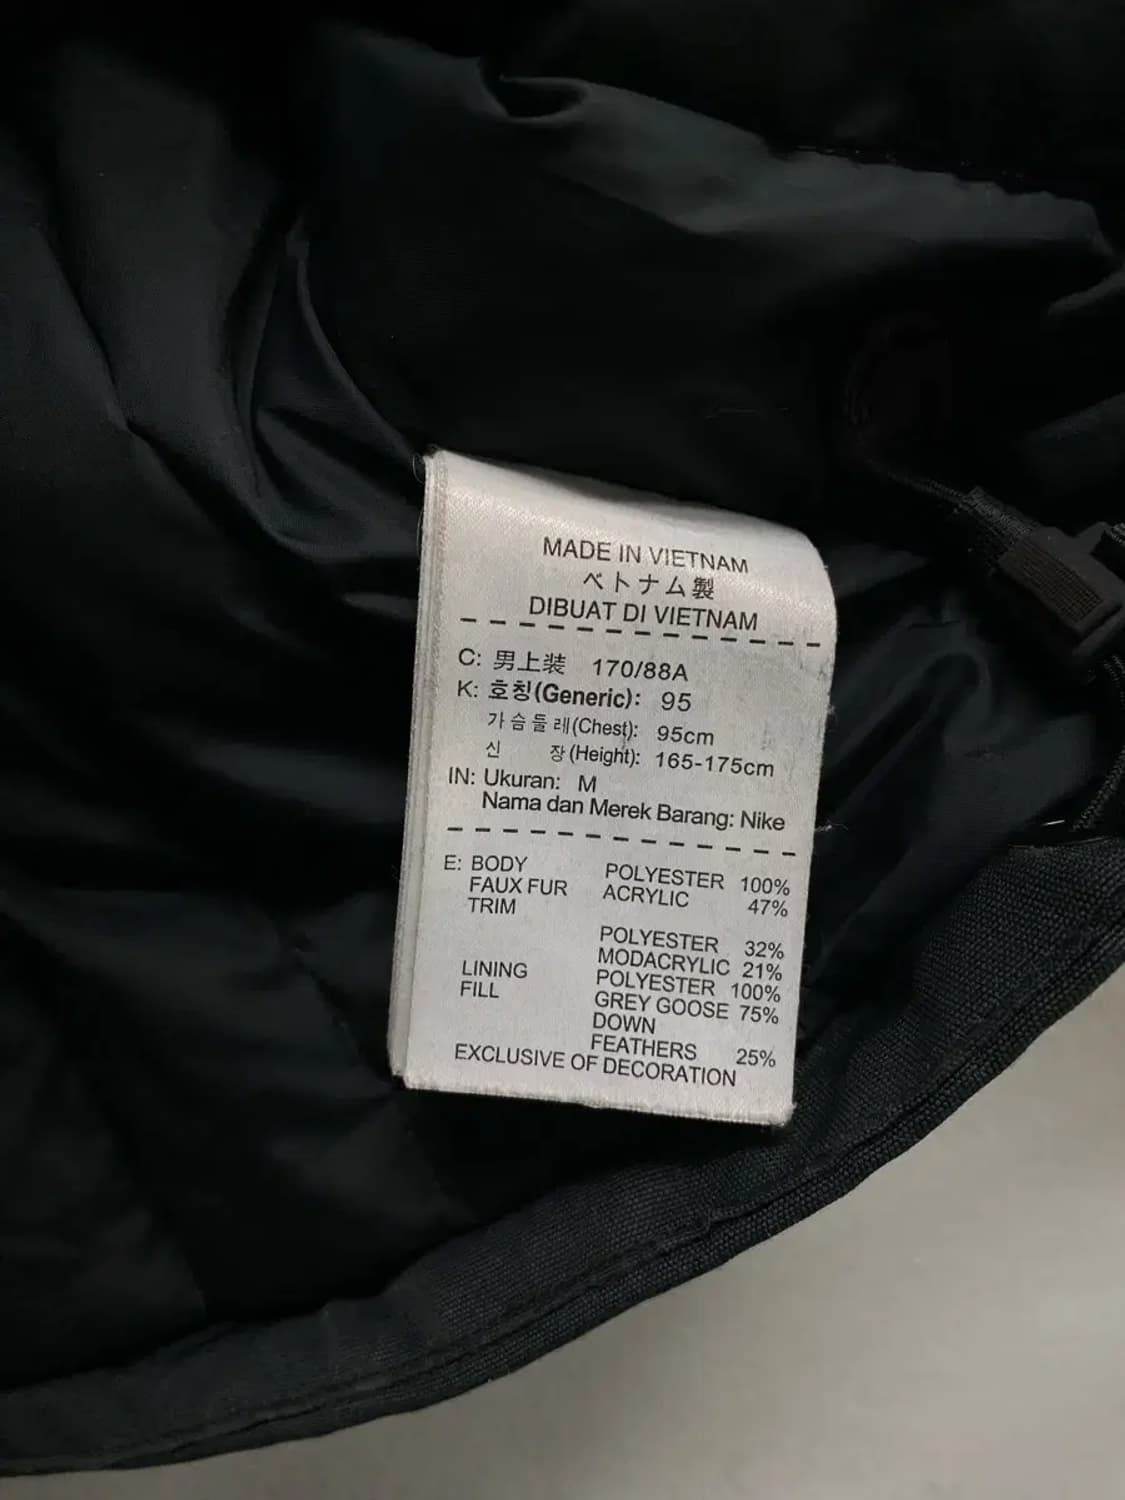 MADE IN VIETNAM
ベトナム製
DIBUAT DI VIETNAM
C: 男上装 170/88A
K: 호칭(Generic): 95
가슴둘레(Chest): 95cm
신 장(Height): 165-175cm
IN: Ukuran: M
Nama dan Merek Barang: Nike
E: BODY POLYESTER 100%
FAUX FUR ACRYLIC 47%
TRIM
POLYESTER 32%
MODACRYLIC 21%
LINING POLYESTER 100%
FILL GREY GOOSE 75%
DOWN
FEATHERS 25%
EXCLUSIVE OF DECORATION